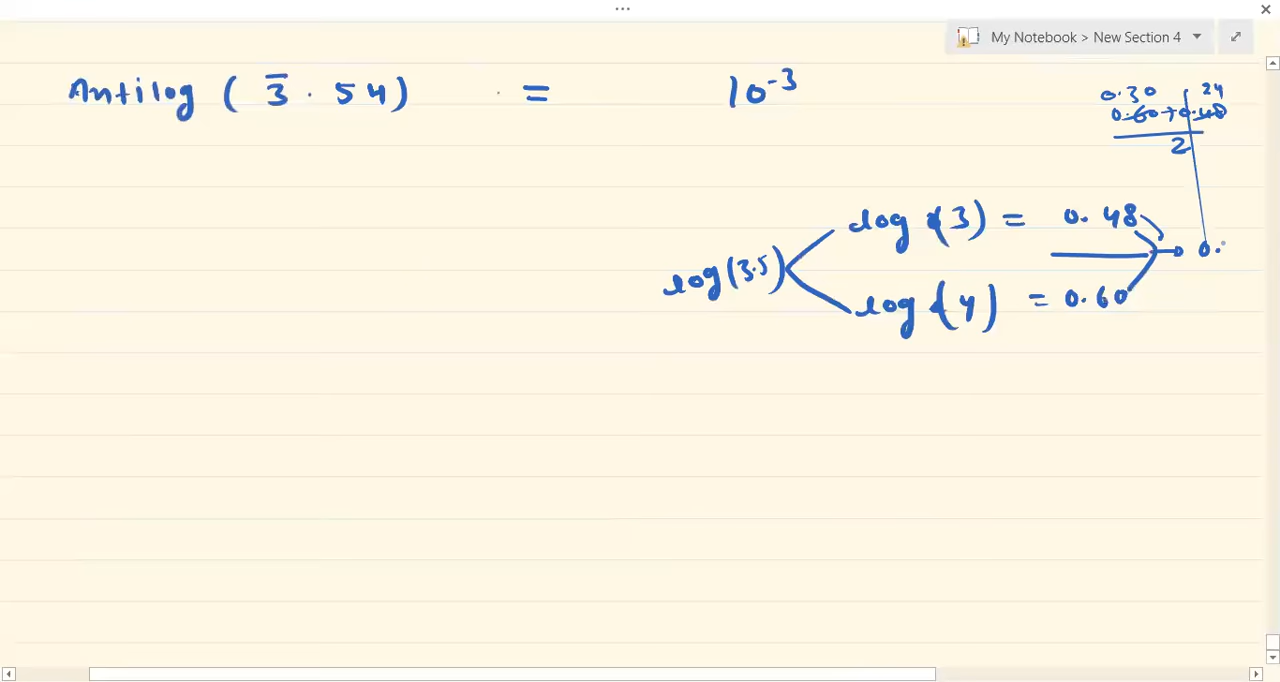 ...
My Notebook > New Section 4
Antilog ( 3̅ . 54 ) = 10⁻³
0.30 24
0.60 + 0.48
2
log (3) = 0.48
log (3.5) 0.
log (4) = 0.60